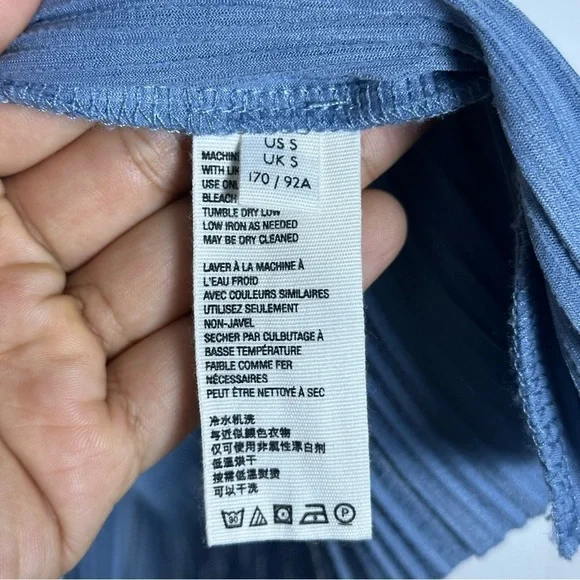 US S
UK S
170 / 92A
MACHIN
WITH LI
USE ONL
BLEACH
TUMBLE DRY LOW
LOW IRON AS NEEDED
MAY BE DRY CLEANED
LAVER À LA MACHINE À
L'EAU FROID
AVEC COULEURS SIMILAIRES
UTILISEZ SEULEMENT
NON-JAVEL
SECHER PAR CULBUTAGE À
BASSE TEMPÉRATURE
FAIBLE COMME FER
NÉCESSAIRES
PEUT ÊTRE NETTOYÉ À SEC
冷水机洗
与近似颜色衣物
仅可使用非氧性漂白剂
低温烘干
按需低温熨烫
可以干洗
30 P